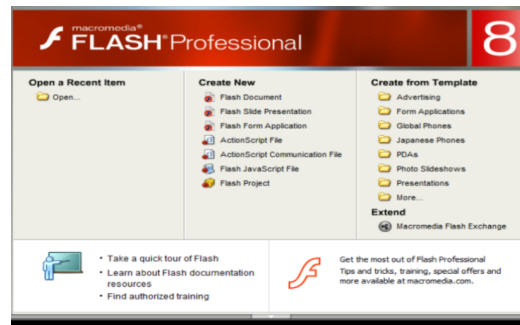 macromedia®
FLASH® Professional
8
Open a Recent Item
Open...
Create New
Flash Document
Flash Slide Presentation
Flash Form Application
ActionScript File
ActionScript Communication File
Flash JavaScript File
Flash Project
Create from Template
Advertising
Form Applications
Global Phones
Japanese Phones
PDAs
Photo Slideshows
Presentations
More...
Extend
Macromedia Flash Exchange
• Take a quick tour of Flash
• Learn about Flash documentation
resources
• Find authorized training
Get the most out of Flash Professional
Tips and tricks, training, special offers and
more available at macromedia.com.